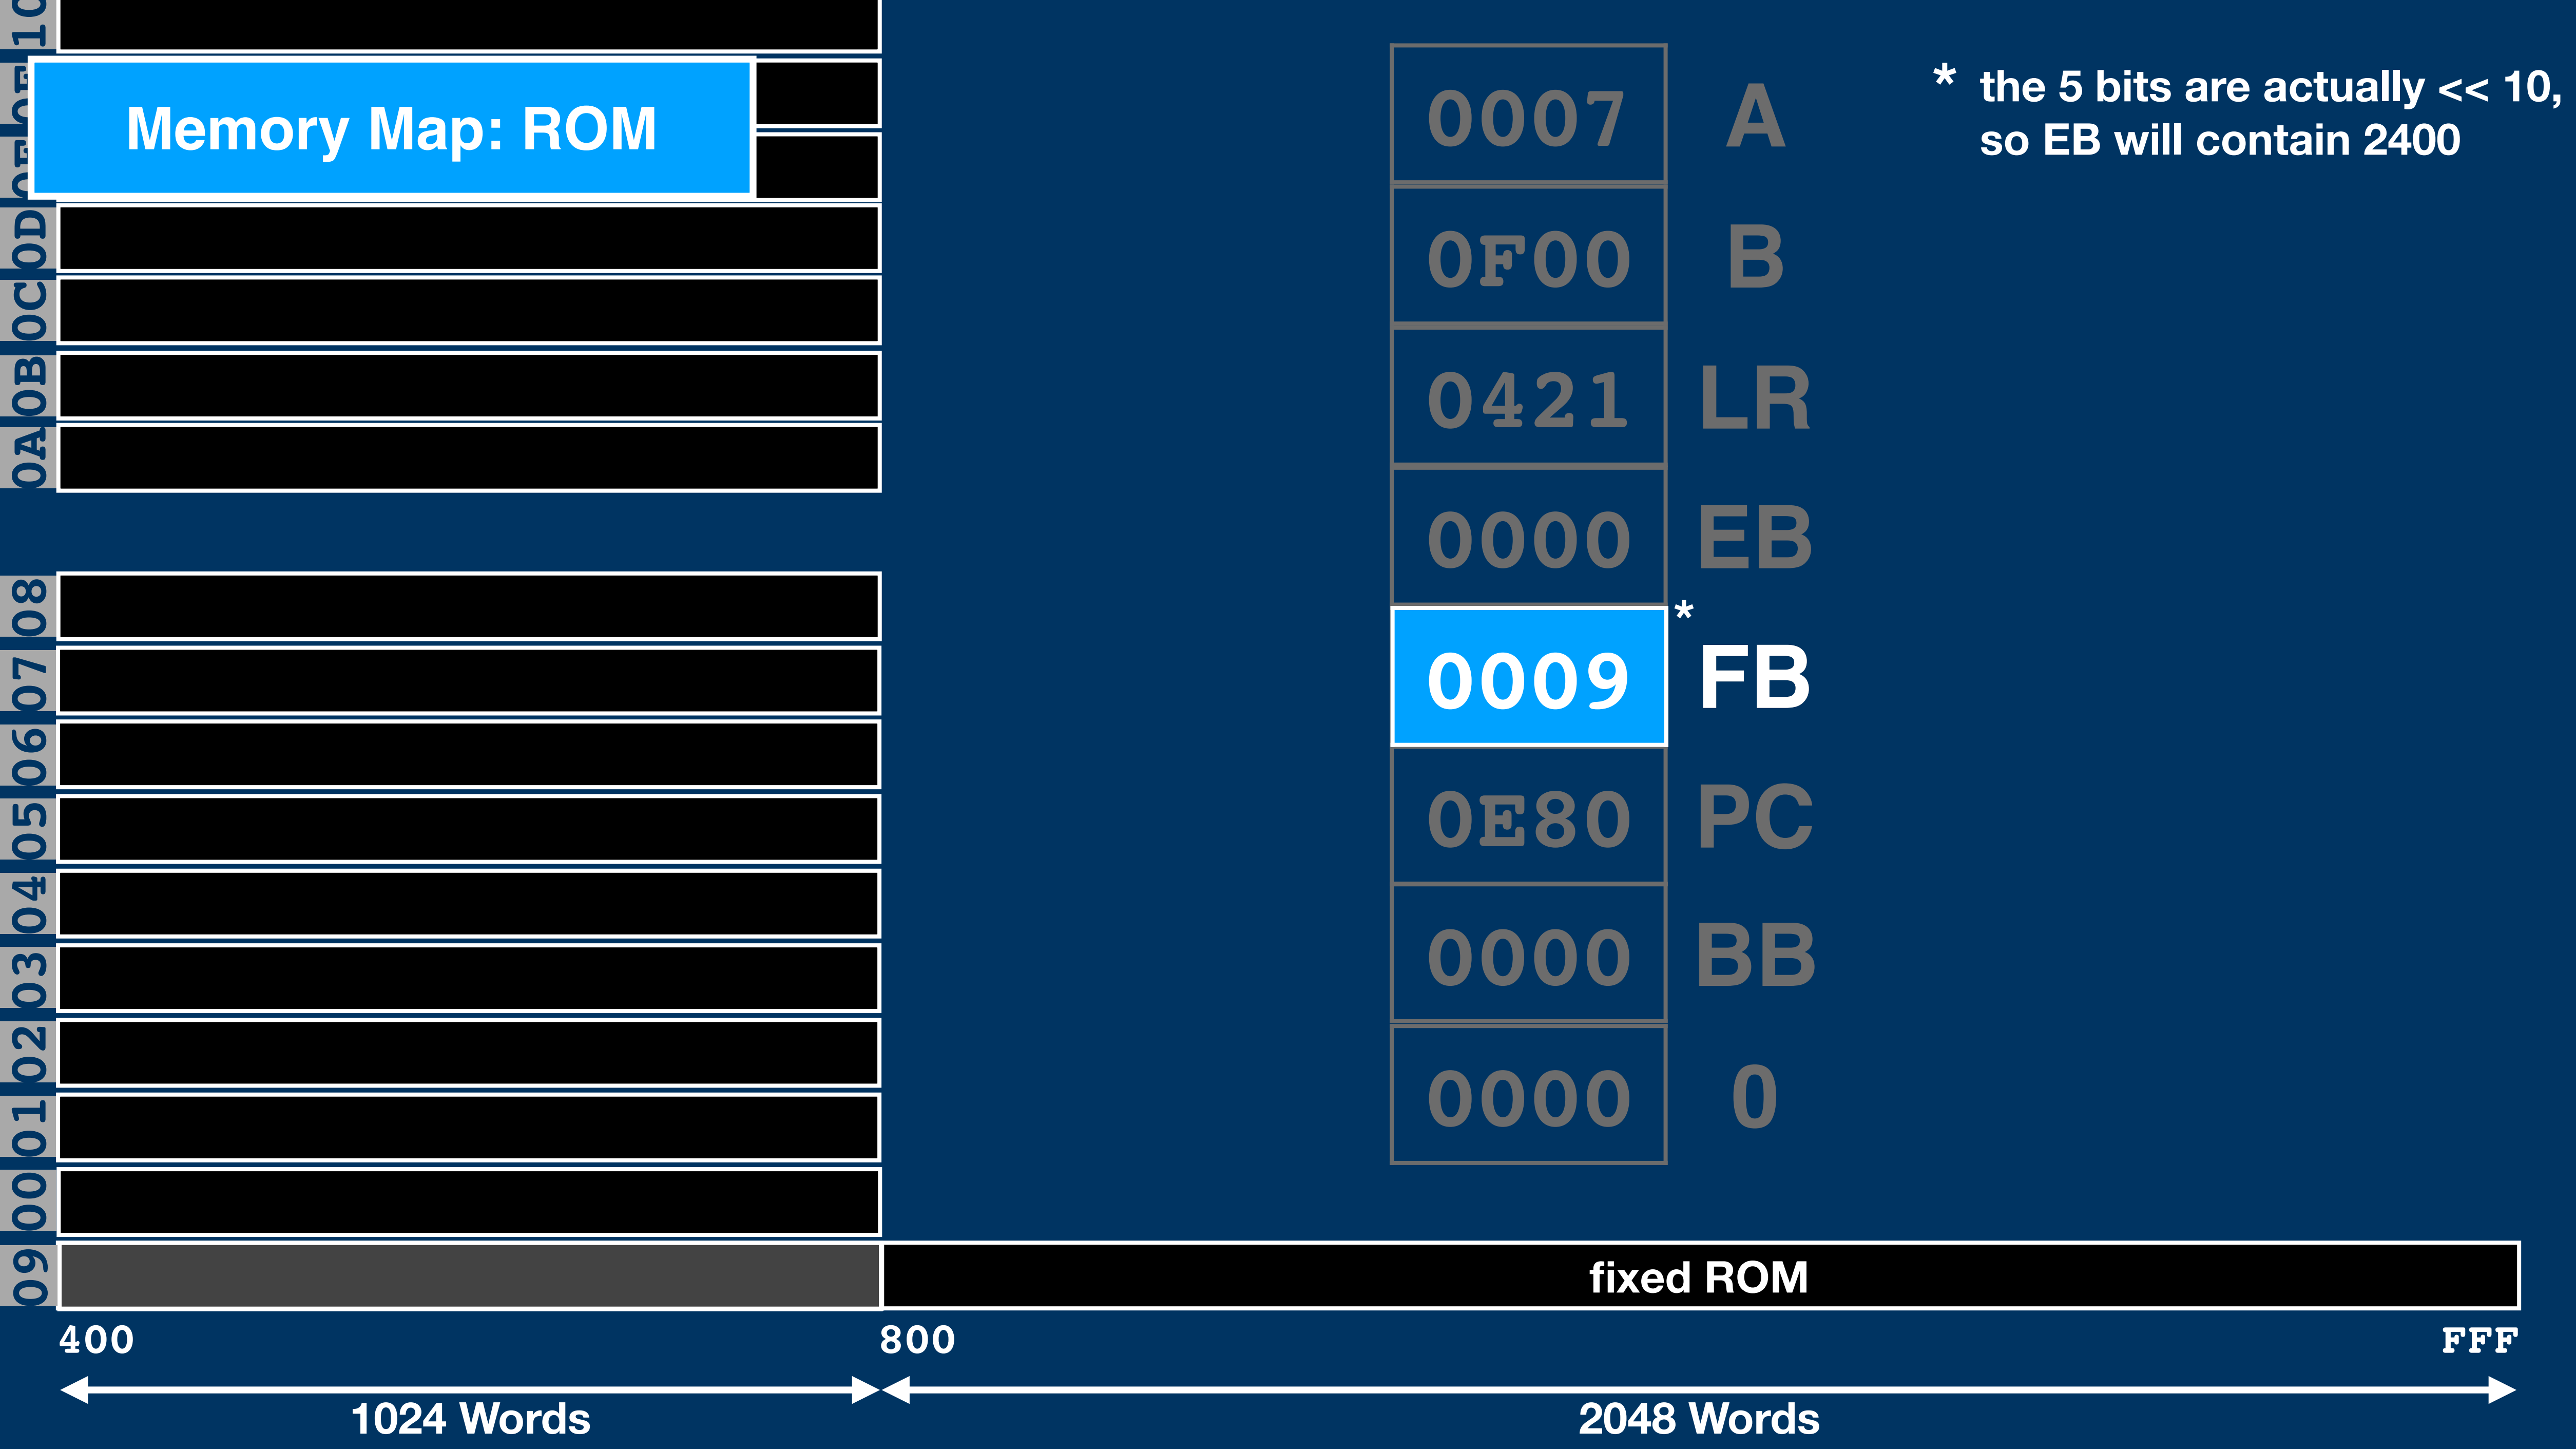 10
Memory Map: ROM
0D
0C
0B
0A
08
07
06
05
04
03
02
01
00
09
0007 A
0F00 B
0421 LR
0000 EB
0009 * FB
0E80 PC
0000 BB
0000 0
* the 5 bits are actually << 10,
so EB will contain 2400
fixed ROM
400 800 FFF
1024 Words 2048 Words